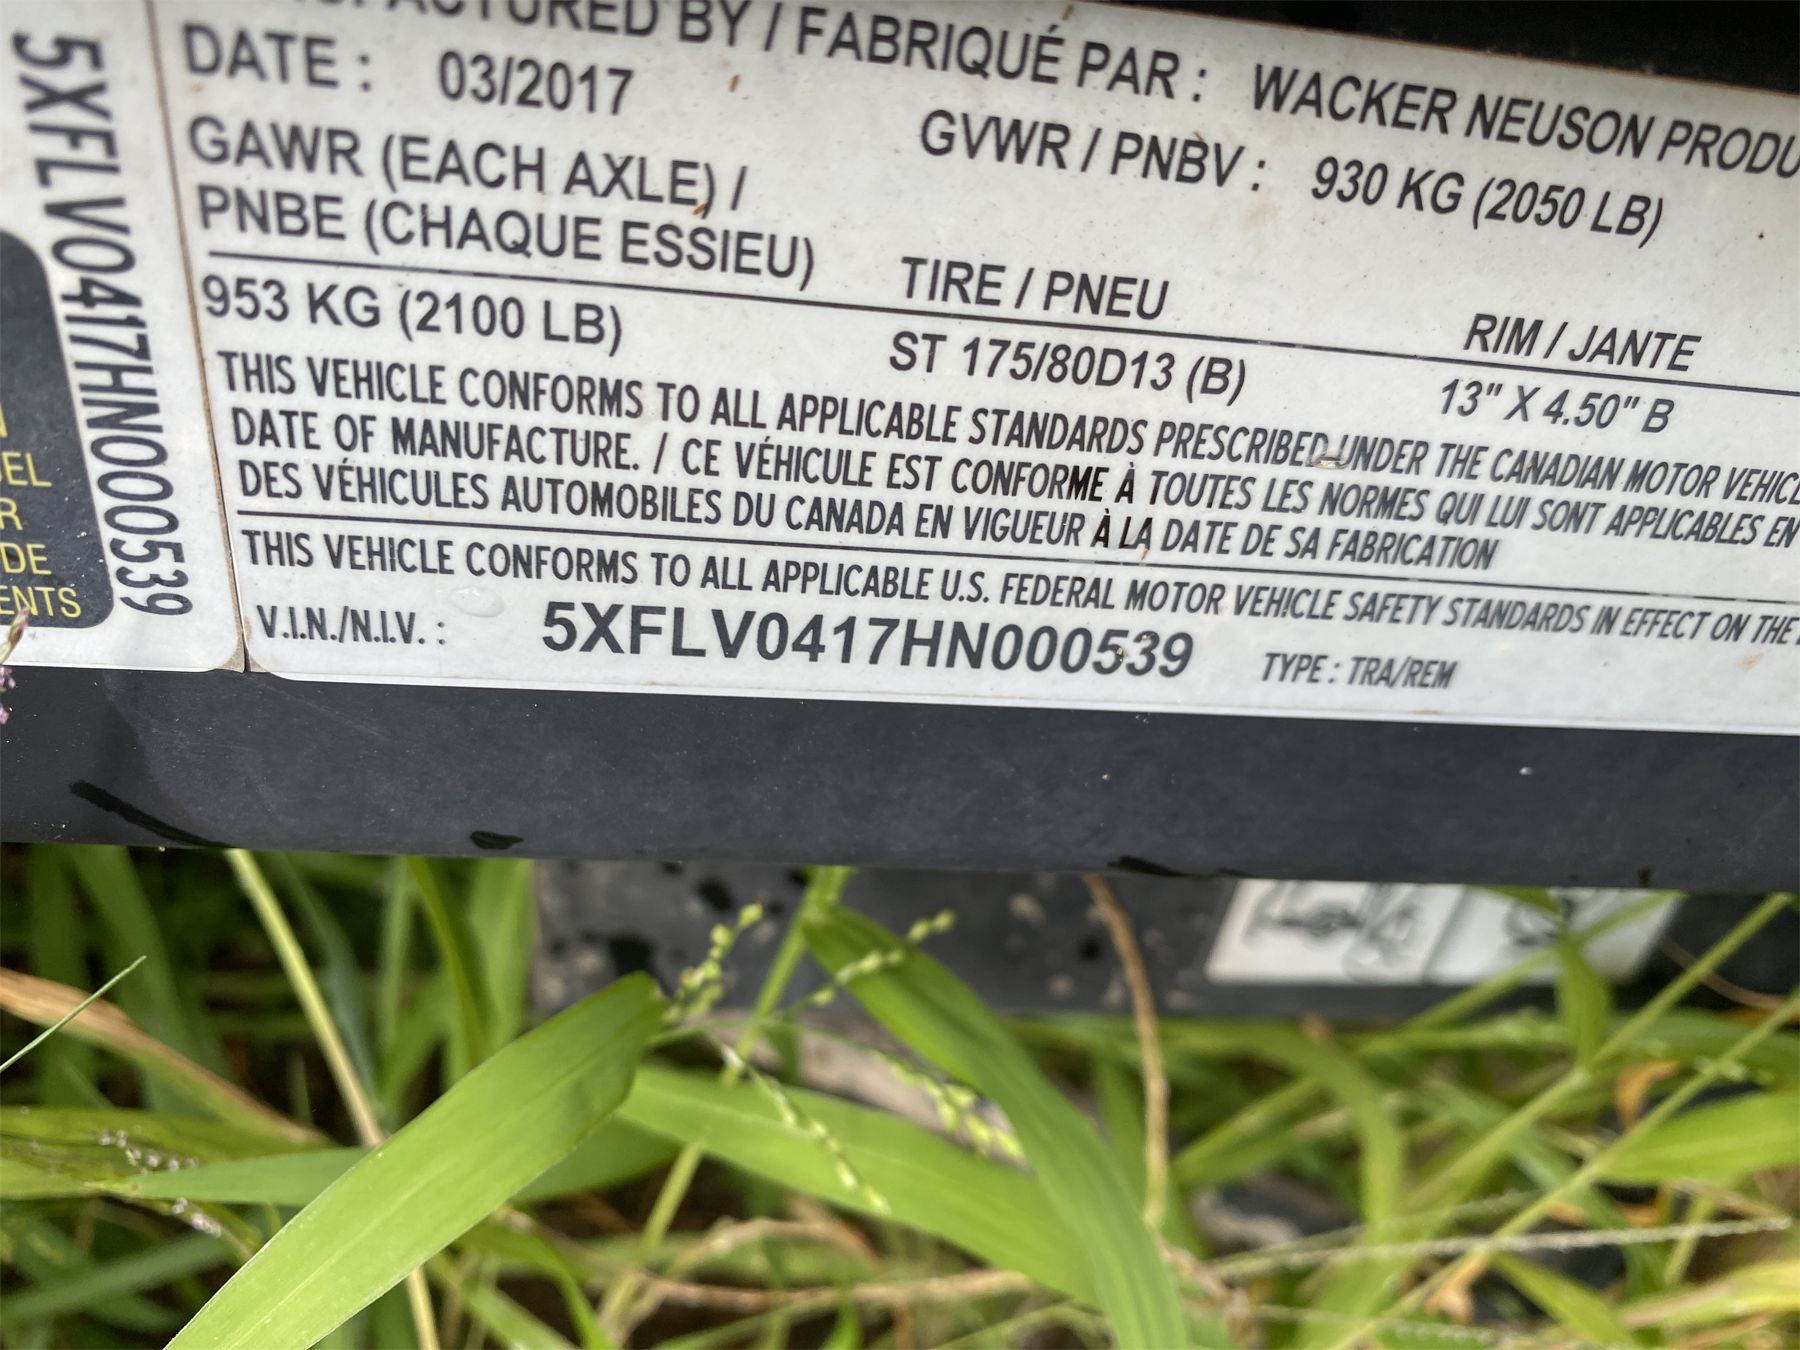 MANUFACTURED BY / FABRIQUÉ PAR : WACKER NEUSON
DATE : 03/2017
GVWR / PNBV : 930 KG (2050 LB)
GAWR (EACH AXLE) /
PNBE (CHAQUE ESSIEU)
TIRE / PNEU
RIM / JANTE
953 KG (2100 LB)
ST 175/80D13 (B)
13" X 4.50" B
THIS VEHICLE CONFORMS TO ALL APPLICABLE STANDARDS PRESCRIBED UNDER THE CANADIAN MOTOR VEHICL
DATE OF MANUFACTURE. / CE VÉHICULE EST CONFORME À TOUTES LES NORMES QUI LUI SONT APPLICABLES EN
DES VÉHICULES AUTOMOBILES DU CANADA EN VIGUEUR À LA DATE DE SA FABRICATION
THIS VEHICLE CONFORMS TO ALL APPLICABLE U.S. FEDERAL MOTOR VEHICLE SAFETY STANDARDS IN EFFECT ON THE
V.I.N./N.I.V. : 5XFLV0417HN000539 TYPE : TRA/REM
5XFLV0417HN000539
EL
R
DE
ENTS